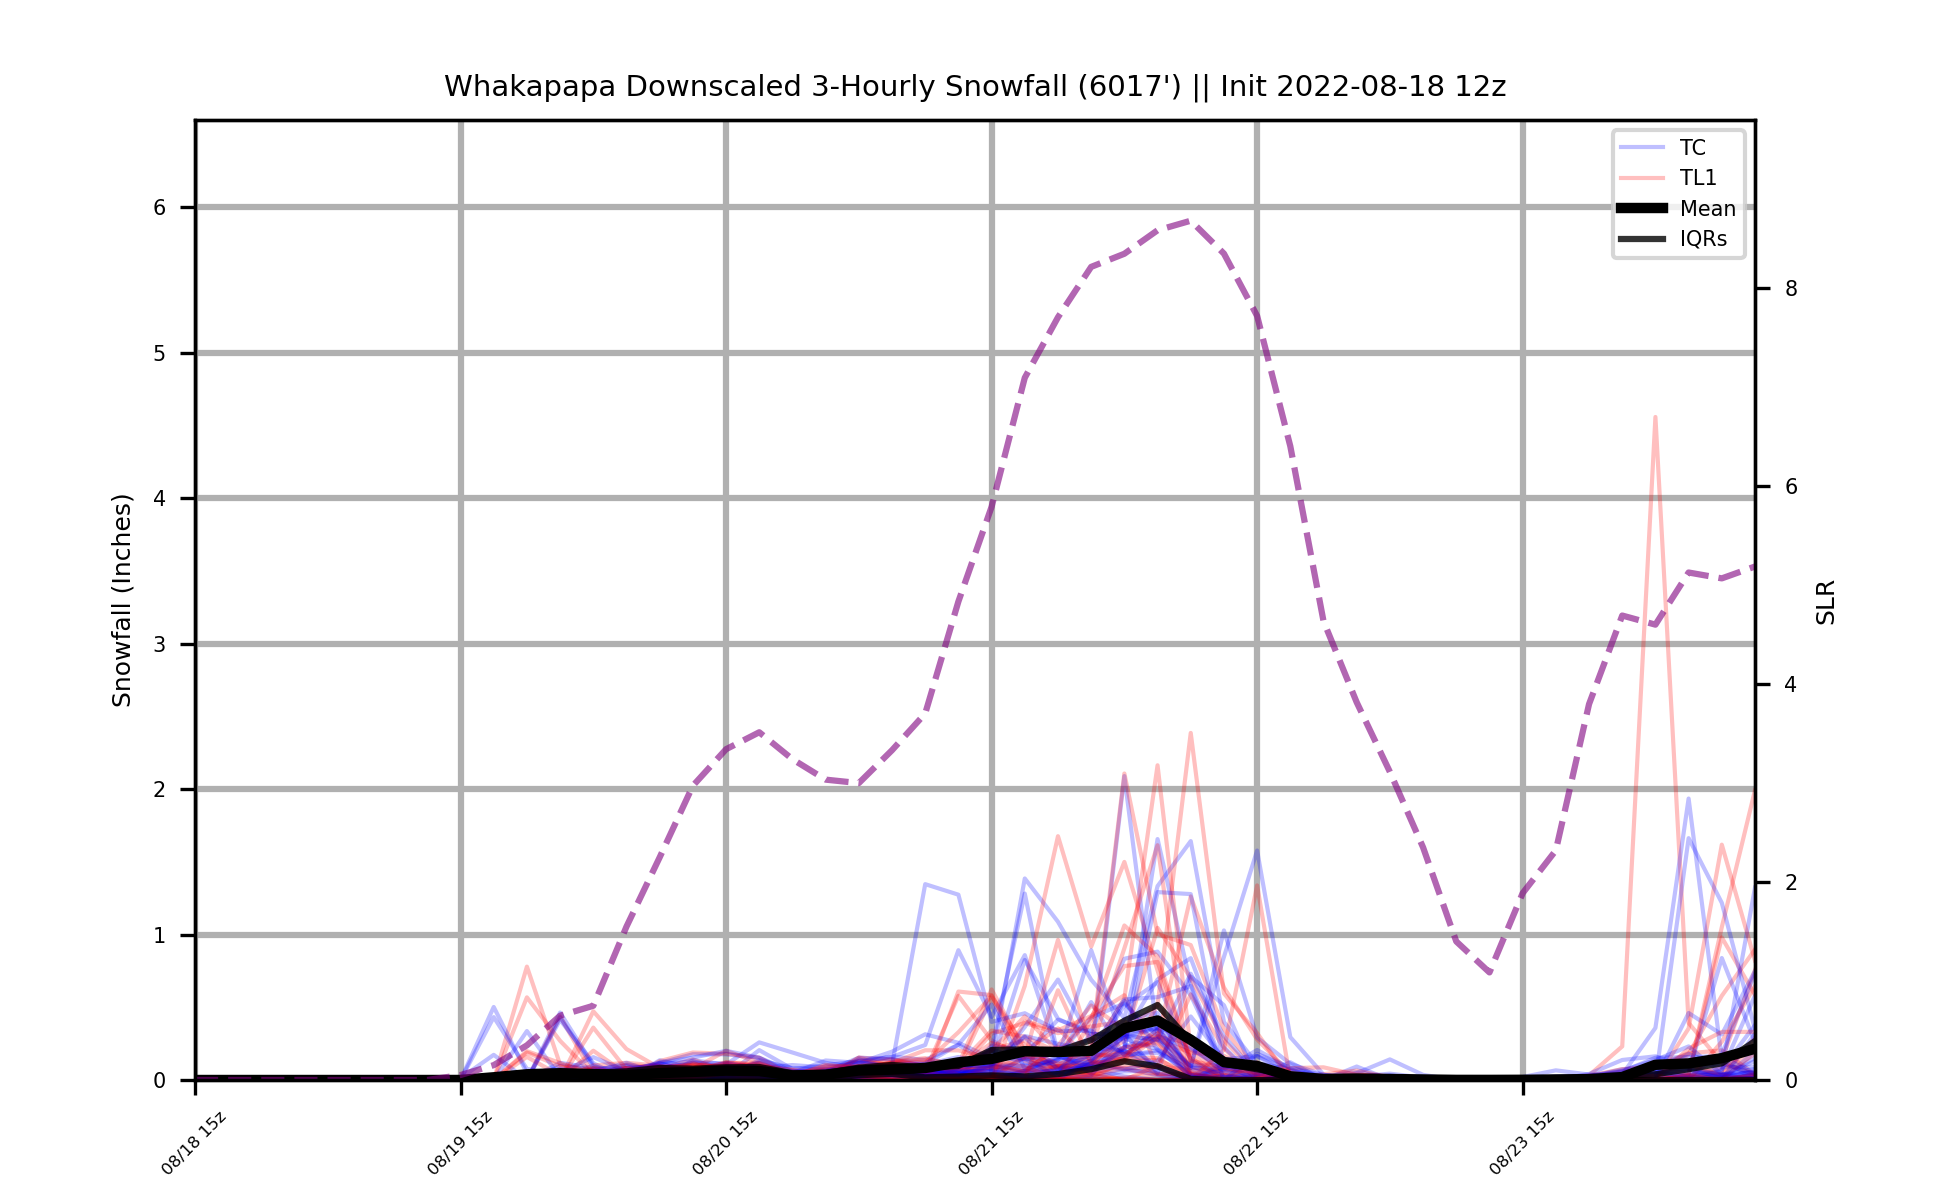 Whakapapa Downscaled 3-Hourly Snowfall (6017') || Init 2022-08-18 12z
TC
TL1
Mean
IQRs
6
5
4
3
2
1
0
Snowfall (Inches)
8
6
4
2
0
SLR
08/18 15z
08/19 15z
08/20 15z
08/21 15z
08/22 15z
08/23 15z